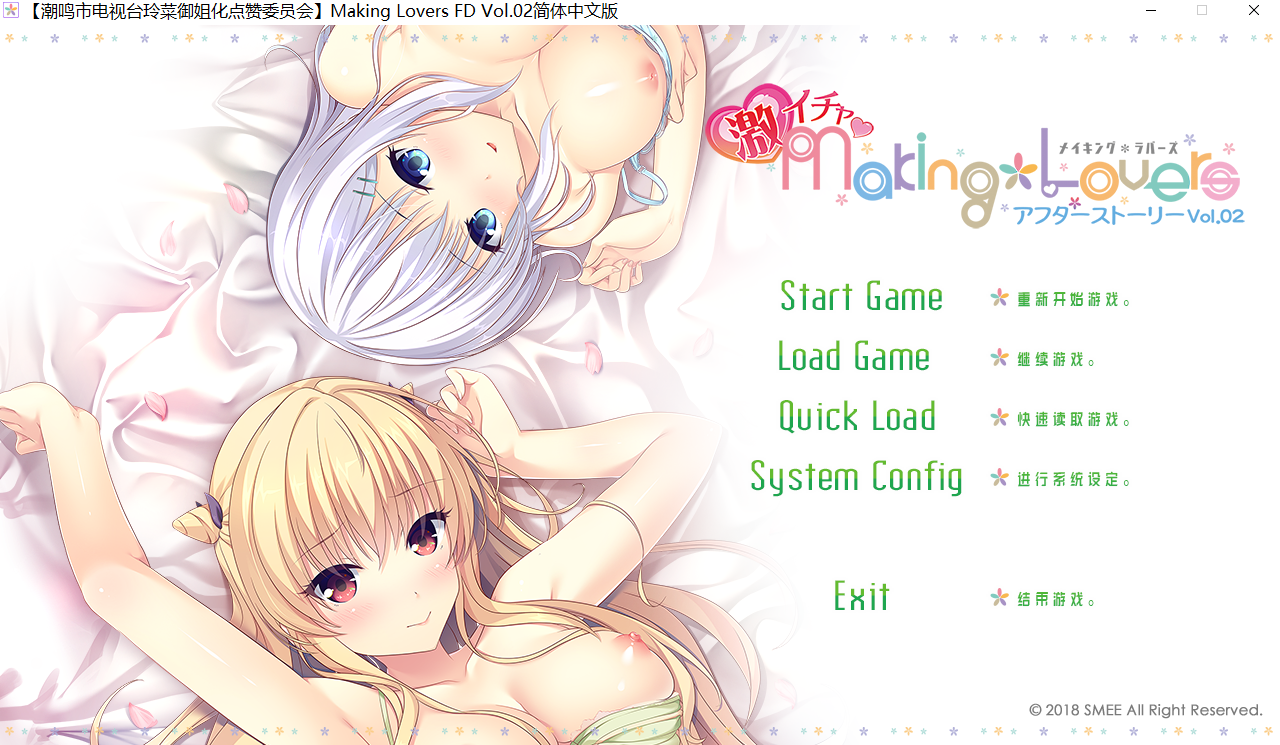 【潮鸣市电视台玲菜御姐化点赞委员会】Making Lovers FD Vol.02简体中文版
激イチャ
メイキング*ラバーズ
Making*Lovers
アフターストーリーVol.02
Start Game 重新开始游戏。
Load Game 继续游戏。
Quick Load 快速读取游戏。
System Config 进行系统设定。
Exit 结束游戏。
© 2018 SMEE All Right Reserved.